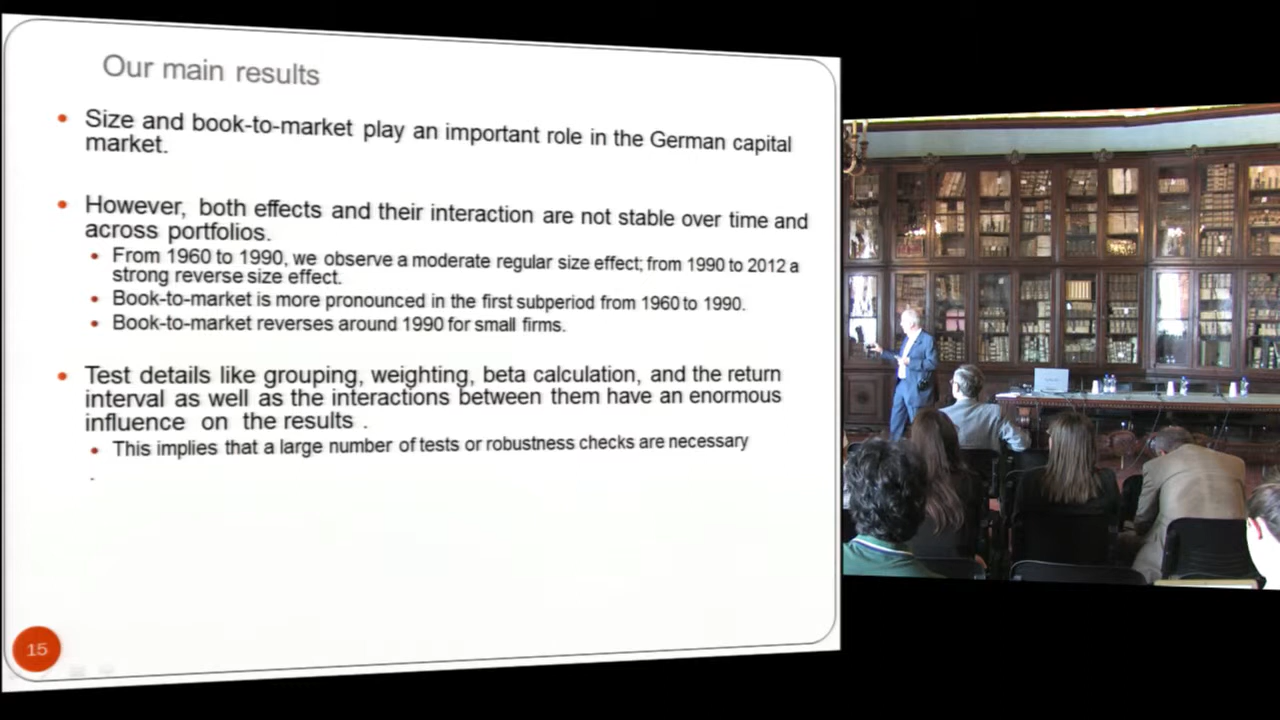 Our main results
• Size and book-to-market play an important role in the German capital
market.
• However, both effects and their interaction are not stable over time and
across portfolios.
• From 1960 to 1990, we observe a moderate regular size effect; from 1990 to 2012 a
strong reverse size effect.
• Book-to-market is more pronounced in the first subperiod from 1960 to 1990.
• Book-to-market reverses around 1990 for small firms.
• Test details like grouping, weighting, beta calculation, and the return
interval as well as the interactions between them have an enormous
influence on the results .
• This implies that a large number of tests or robustness checks are necessary
.
15